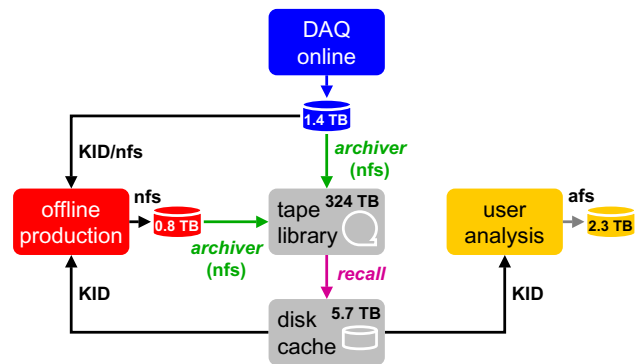 DAQ
online
1.4 TB
KID/nfs
archiver
(nfs)
offline
production
nfs
0.8 TB
archiver
(nfs)
324 TB
tape
library
user
analysis
afs
2.3 TB
recall
KID
5.7 TB
disk
cache
KID